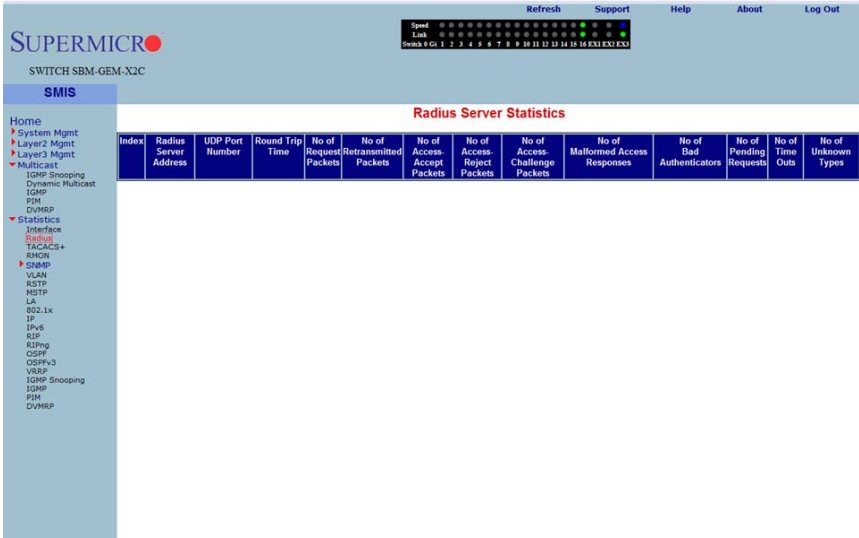 Refresh Support Help About Log Out
Speed
Link
Switch 0 Gi 1 2 3 4 5 6 7 8 9 10 11 12 13 14 15 16 EX1 EX2 EX3
SUPERMICR
SWITCH SBM-GEM-X2C
SMIS
Home
System Mgmt
Layer2 Mgmt
Layer3 Mgmt
Multicast
IGMP Snooping
Dynamic Multicast
IGMP
PIM
DVMRP
Statistics
Interface
Radius
TACACS+
RMON
SNMP
VLAN
RSTP
MSTP
LA
802.1x
IP
IPv6
RIP
RIPng
OSPF
OSPFv3
VRRP
IGMP Snooping
IGMP
PIM
DVMRP
Radius Server Statistics
Index Radius UDP Port Round Trip No of No of No of No of No of No of No of No of No of No of
Server Number Time Request Retransmitted Access- Access- Access- Malformed Access Bad Pending Time Unknown
Address Packets Packets Accept Reject Challenge Responses Authenticators Requests Outs Types
Packets Packets Packets